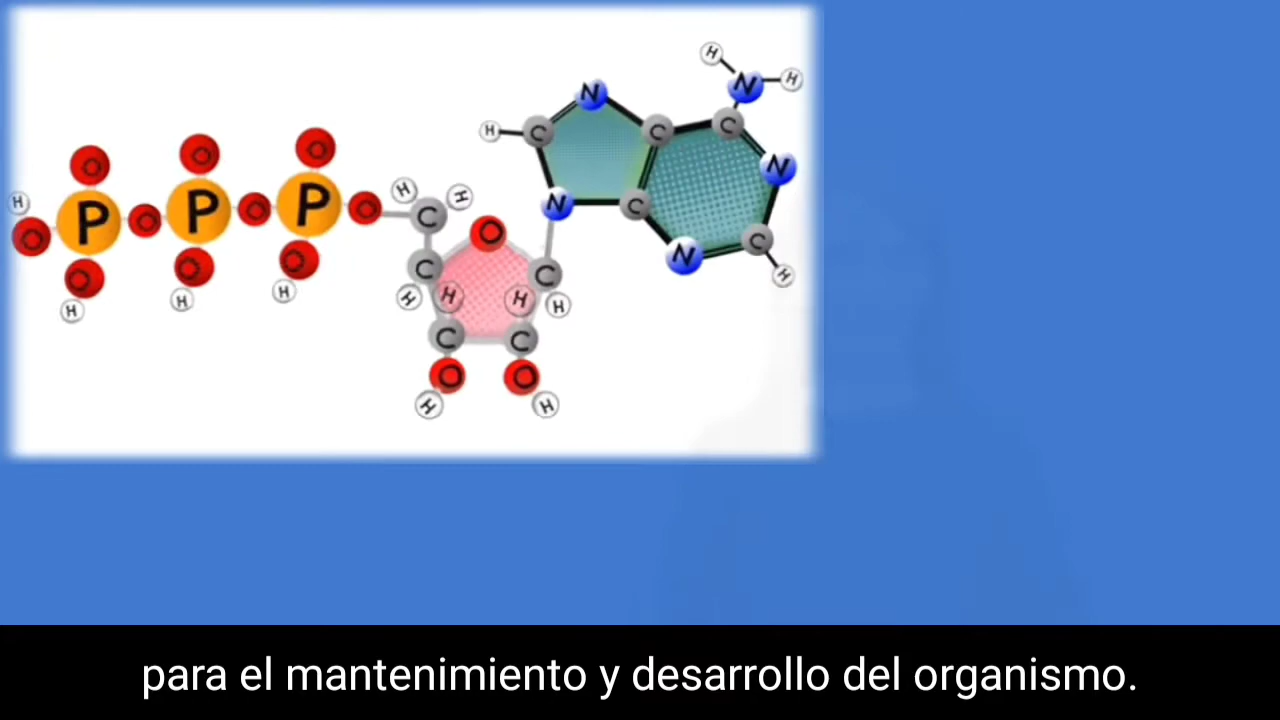 H H
N
N
H C C C
H
O O O
N
H H
H P O P O P O C N C
O O
C
N C
O O O
C C H
H H H
H H H H
C C
O O
H H
para el mantenimiento y desarrollo del organismo.